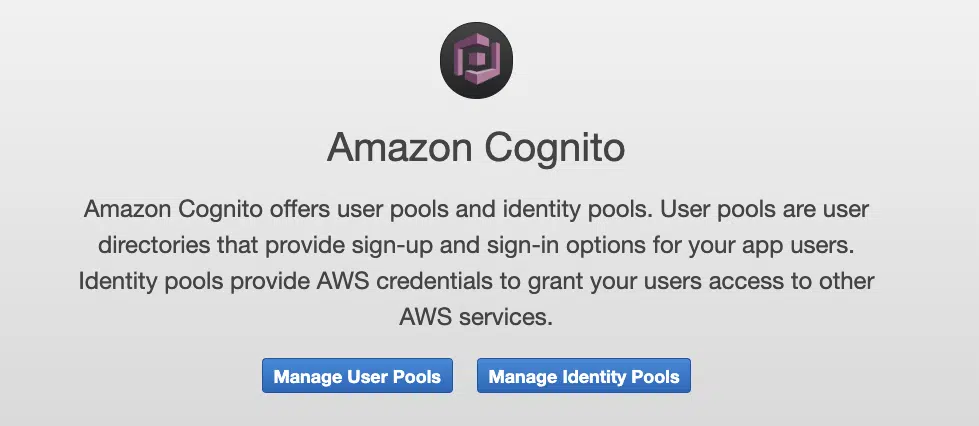 Amazon Cognito
Amazon Cognito offers user pools and identity pools. User pools are user
directories that provide sign-up and sign-in options for your app users.
Identity pools provide AWS credentials to grant your users access to other
AWS services.
Manage User Pools
Manage Identity Pools